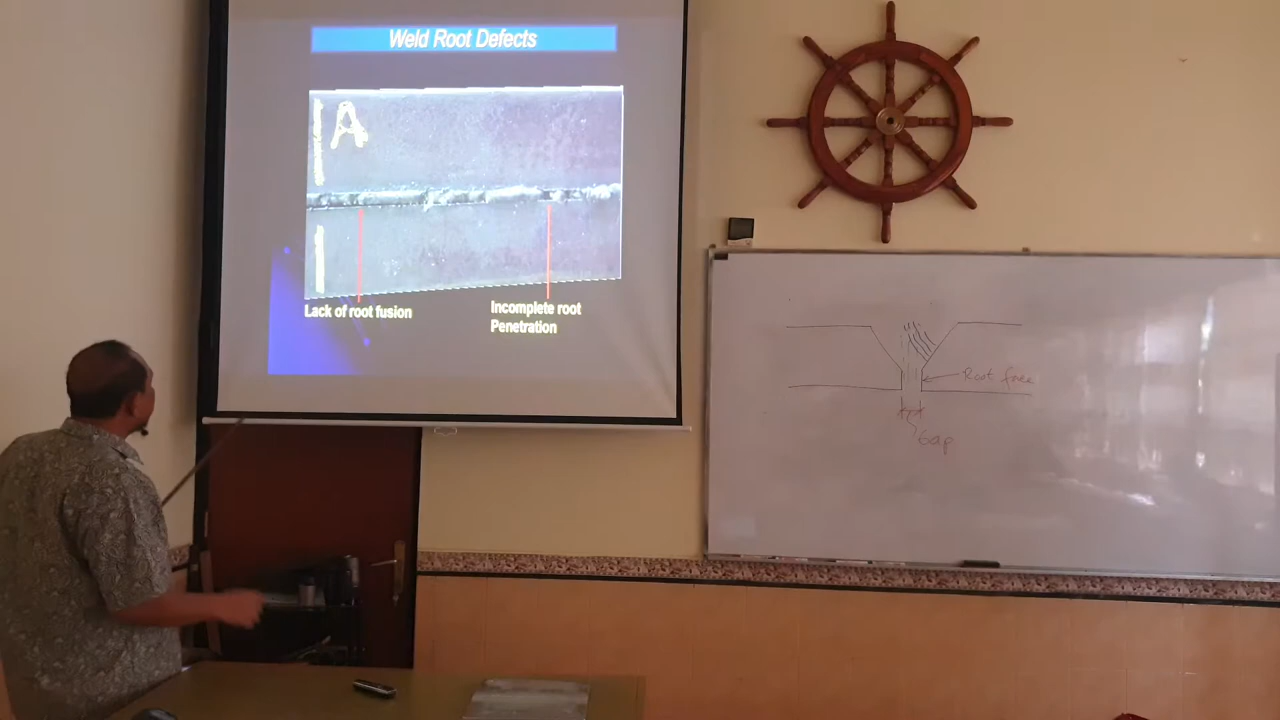 Weld Root Defects
A
Lack of root fusion
Incomplete root
Penetration
Root face
Gap